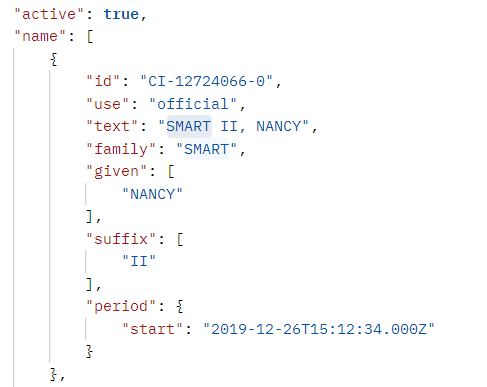 "active": true,
"name": [
{
"id": "CI-12724066-0",
"use": "official",
"text": "SMART II, NANCY",
"family": "SMART",
"given": [
"NANCY"
],
"suffix": [
"II"
],
"period": {
"start": "2019-12-26T15:12:34.000Z"
}
},